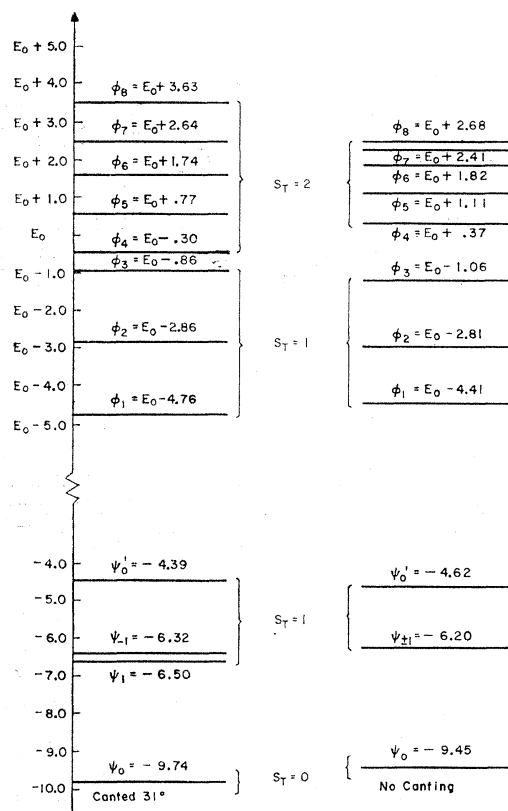 E₀ + 5.0
E₀ + 4.0
E₀ + 3.0
E₀ + 2.0
E₀ + 1.0
E₀
E₀ − 1.0
E₀ − 2.0
E₀ − 3.0
E₀ − 4.0
E₀ − 5.0
−4.0
−5.0
−6.0
−7.0
−8.0
−9.0
−10.0
ϕ₈ = E₀ + 3.63
ϕ₇ = E₀ + 2.64
ϕ₆ = E₀ + 1.74
ϕ₅ = E₀ + .77
ϕ₄ = E₀ − .30
ϕ₃ = E₀ − .86
ϕ₂ = E₀ − 2.86
ϕ₁ = E₀ − 4.76
ψ₀' = − 4.39
ψ₋₁ = − 6.32
ψ₁ = − 6.50
ψ₀ = − 9.74
Canted 31°
S_T = 2
S_T = 1
S_T = 1
S_T = 0
ϕ₈ = E₀ + 2.68
ϕ₇ = E₀ + 2.41
ϕ₆ = E₀ + 1.82
ϕ₅ = E₀ + 1.11
ϕ₄ = E₀ + .37
ϕ₃ = E₀ − 1.06
ϕ₂ = E₀ − 2.81
ϕ₁ = E₀ − 4.41
ψ₀' = − 4.62
ψ±₁ = − 6.20
ψ₀ = − 9.45
No Canting